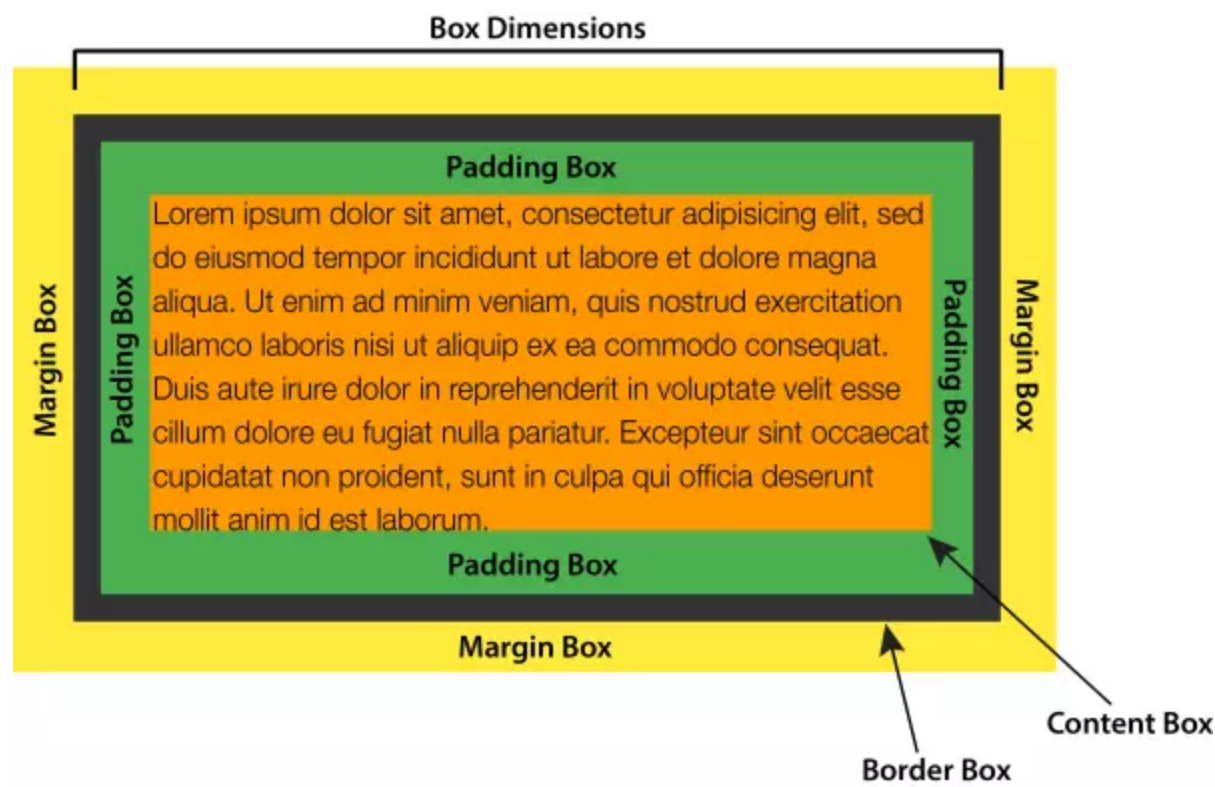 Box Dimensions
Padding Box
Lorem ipsum dolor sit amet, consectetur adipisicing elit, sed
do eiusmod tempor incididunt ut labore et dolore magna
aliqua. Ut enim ad minim veniam, quis nostrud exercitation
ullamco laboris nisi ut aliquip ex ea commodo consequat.
Duis aute irure dolor in reprehenderit in voluptate velit esse
cillum dolore eu fugiat nulla pariatur. Excepteur sint occaecat
cupidatat non proident, sunt in culpa qui officia deserunt
mollit anim id est laborum.
Margin Box
Padding Box
Padding Box
Margin Box
Padding Box
Margin Box
Content Box
Border Box